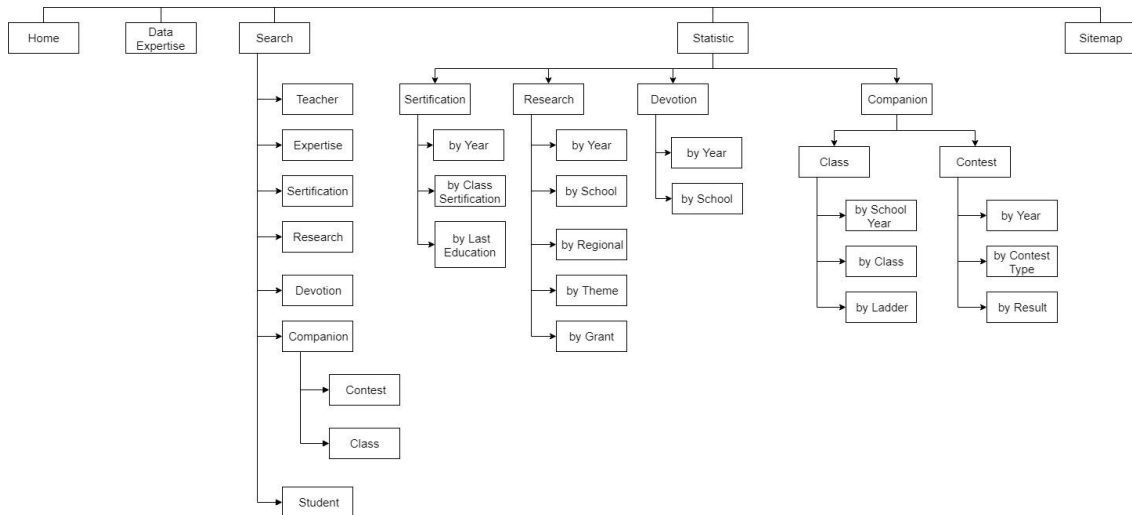 Home
Data
Expertise
Search
Statistic
Sitemap
Teacher
Expertise
Sertification
Research
Devotion
Companion
Contest
Class
Student
Sertification
by Year
by Class
Sertification
by Last
Education
Research
by Year
by School
by Regional
by Theme
by Grant
Devotion
by Year
by School
Companion
Class
by School
Year
by Class
by Ladder
Contest
by Year
by Contest
Type
by Result